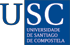 USC
UNIVERSIDADE
DE SANTIAGO
DE COMPOSTELA